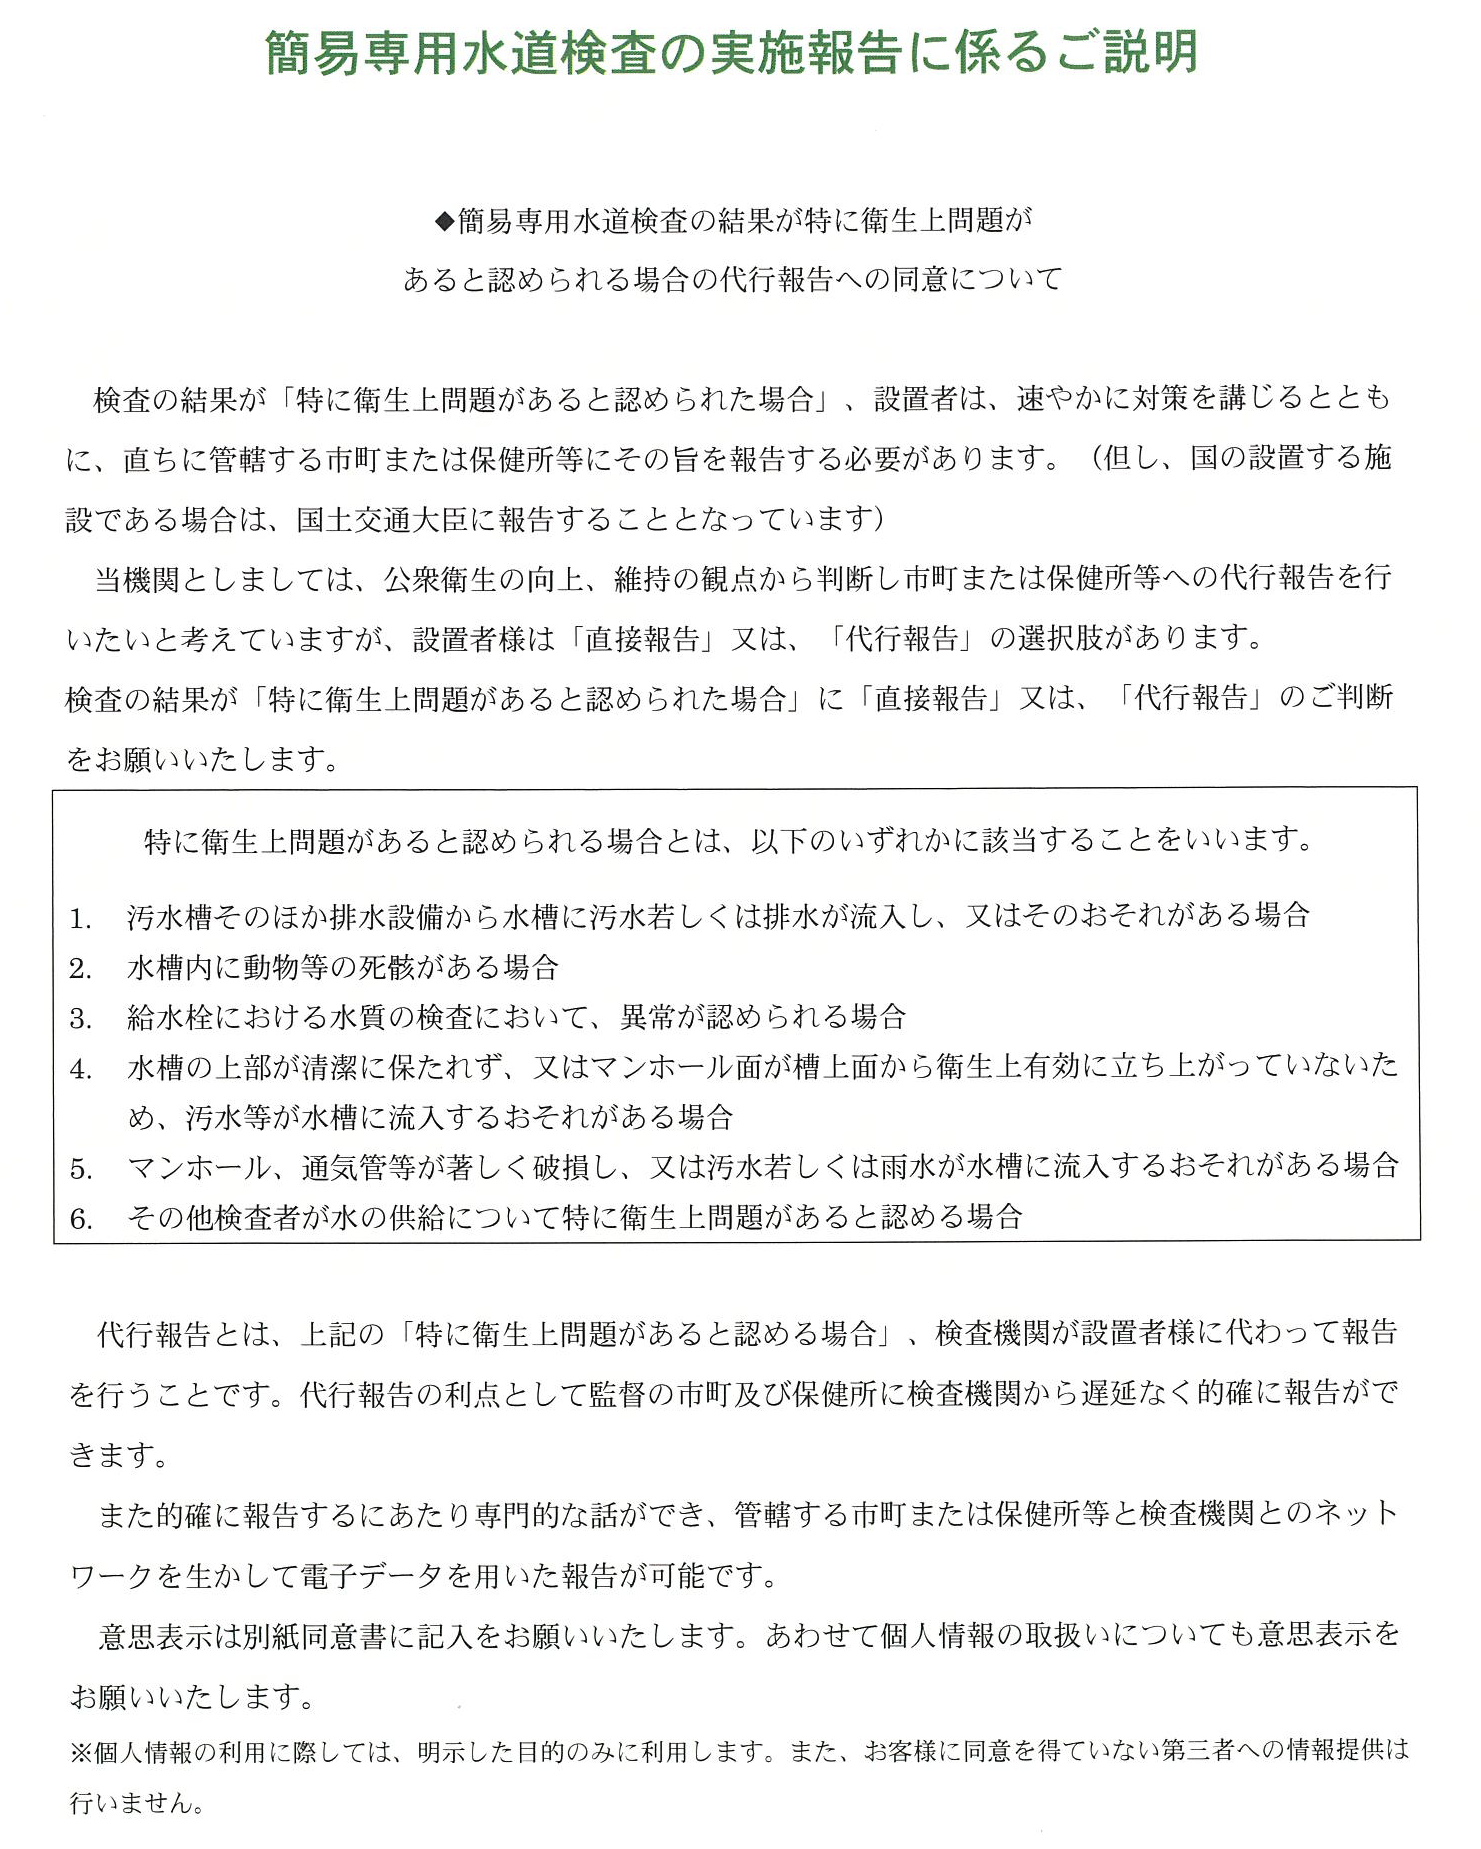 簡易専用水道検査の実施報告に係るご説明
◆簡易専用水道検査の結果が特に衛生上問題が
あると認められる場合の代行報告への同意について
検査の結果が「特に衛生上問題があると認められた場合」、設置者は、速やかに対策を講じるととも
に、直ちに管轄する市町または保健所等にその旨を報告する必要があります。（但し、国の設置する施
設である場合は、国土交通大臣に報告することとなっています）
当機関としましては、公衆衛生の向上、維持の観点から判断し市町または保健所等への代行報告を行
いたいと考えていますが、設置者様は「直接報告」又は、「代行報告」の選択肢があります。
検査の結果が「特に衛生上問題があると認められた場合」に「直接報告」又は、「代行報告」のご判断
をお願いいたします。
特に衛生上問題があると認められる場合とは、以下のいずれかに該当することをいいます。
1. 汚水槽そのほか排水設備から水槽に汚水若しくは排水が流入し、又はそのおそれがある場合
2. 水槽内に動物等の死骸がある場合
3. 給水栓における水質の検査において、異常が認められる場合
4. 水槽の上部が清潔に保たれず、又はマンホール面が槽上面から衛生上有効に立ち上がっていないた
め、汚水等が水槽に流入するおそれがある場合
5. マンホール、通気管等が著しく破損し、又は汚水若しくは雨水が水槽に流入するおそれがある場合
6. その他検査者が水の供給について特に衛生上問題があると認める場合
代行報告とは、上記の「特に衛生上問題があると認める場合」、検査機関が設置者様に代わって報告
を行うことです。代行報告の利点として監督の市町及び保健所に検査機関から遅延なく的確に報告がで
きます。
また的確に報告するにあたり専門的な話ができ、管轄する市町または保健所等と検査機関とのネット
ワークを生かして電子データを用いた報告が可能です。
意思表示は別紙同意書に記入をお願いいたします。あわせて個人情報の取扱いについても意思表示を
お願いいたします。
※個人情報の利用に際しては、明示した目的のみに利用します。また、お客様に同意を得ていない第三者への情報提供は
行いません。